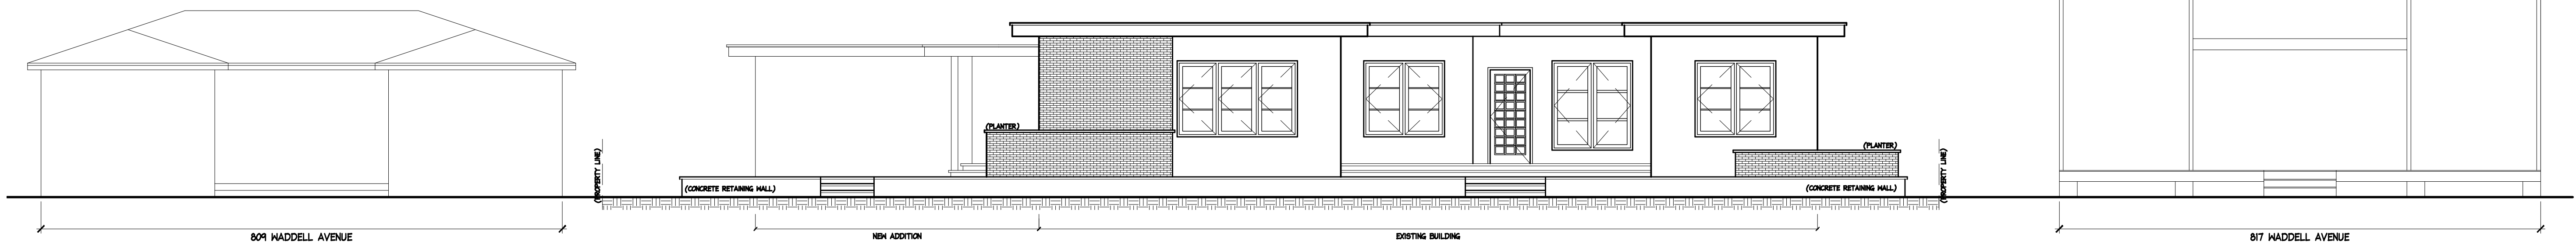 (PLANTER)
(PLANTER)
(PROPERTY LINE)
(PROPERTY LINE)
(CONCRETE RETAINING WALL)
(CONCRETE RETAINING WALL)
809 WADDELL AVENUE
NEW ADDITION
EXISTING BUILDING
817 WADDELL AVENUE